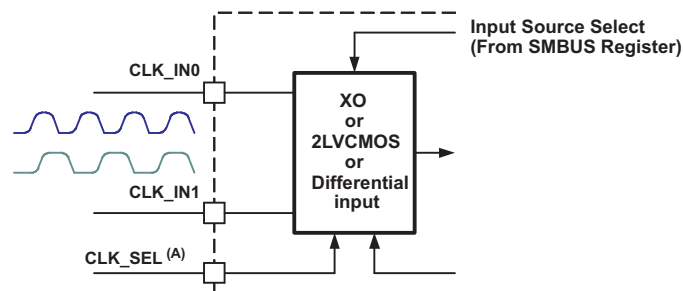 Input Source Select
(From SMBUS Register)
CLK_IN0
XO
or
2LVCMOS
or
Differential
input
CLK_IN1
CLK_SEL (A)